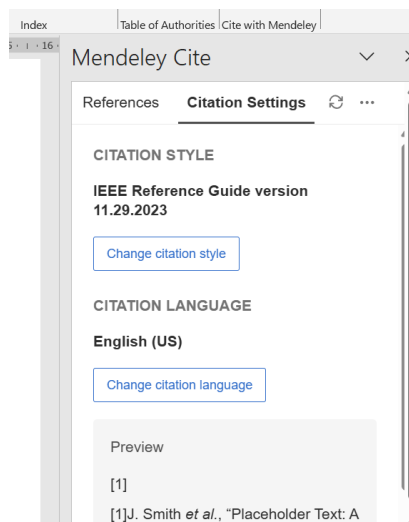 Index
Table of Authorities
Cite with Mendeley
16
Mendeley Cite
References
Citation Settings
CITATION STYLE
IEEE Reference Guide version
11.29.2023
Change citation style
CITATION LANGUAGE
English (US)
Change citation language
Preview
[1]
[1]J. Smith et al., “Placeholder Text: A